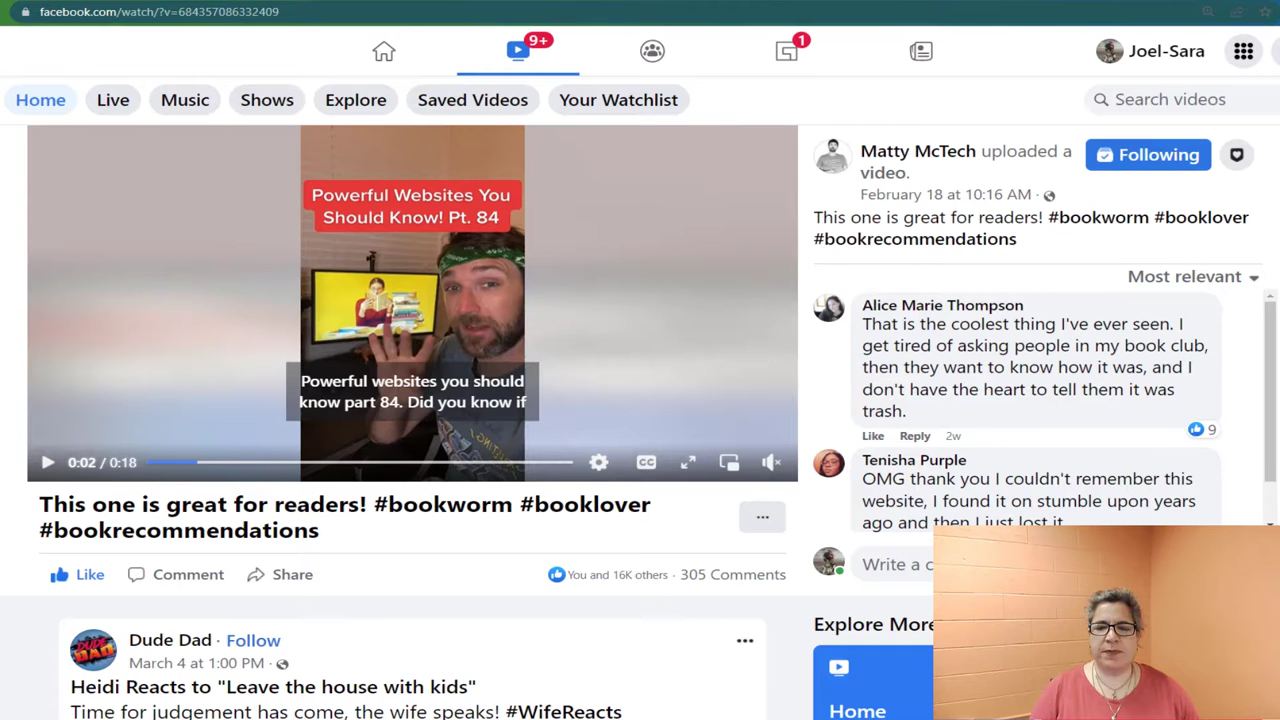 facebook.com/watch/?v=684357086332409
9+
1
Joel-Sara
Home
Live
Music
Shows
Explore
Saved Videos
Your Watchlist
Search videos
Powerful Websites You
Should Know! Pt. 84
Powerful websites you should
know part 84. Did you know if
0:02 / 0:18
CC
This one is great for readers! #bookworm #booklover
#bookrecommendations
...
Like
Comment
Share
You and 16K others · 305 Comments
Dude Dad · Follow
March 4 at 1:00 PM ·
Heidi Reacts to "Leave the house with kids"
Time for judgement has come, the wife speaks! #WifeReacts
DUDE
DAD
Matty McTech uploaded a
video.
Following
February 18 at 10:16 AM ·
This one is great for readers! #bookworm #booklover
#bookrecommendations
Most relevant
Alice Marie Thompson
That is the coolest thing I've ever seen. I
get tired of asking people in my book club,
then they want to know how it was, and I
don't have the heart to tell them it was
trash.
Like Reply 2w
9
Tenisha Purple
OMG thank you I couldn't remember this
website, I found it on stumble upon years
ago and then I just lost it
Write a c
Explore More
Home